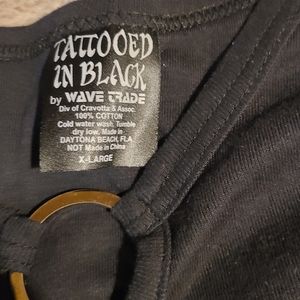 TATTOOED
IN BLACK
by WAVE TRADE
Div of Cravotta & Assoc.
100% COTTON
Cold water wash, Tumble
dry low. Made in
DAYTONA BEACH, FLA
NOT Made in China
X-LARGE